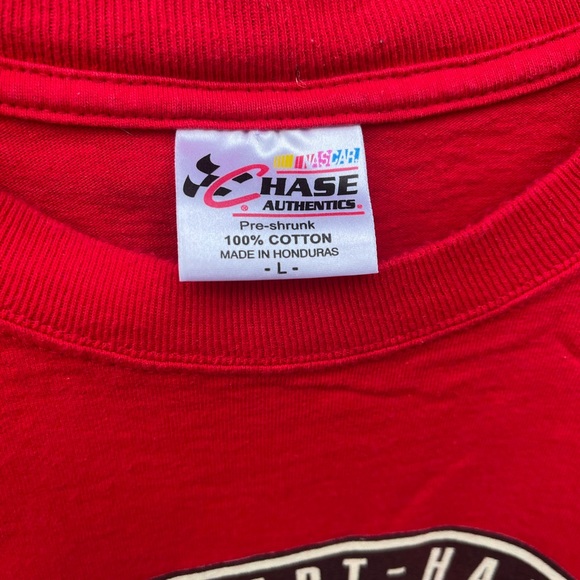 NASCAR
CHASE
AUTHENTICS
Pre-shrunk
100% COTTON
MADE IN HONDURAS
- L -